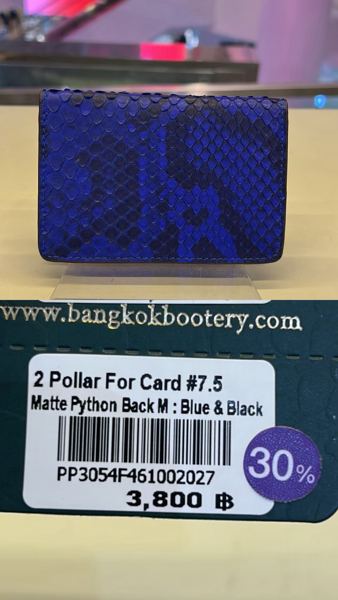 www.bangkokbootery.com
2 Pollar For Card #7.5
Matte Python Back M : Blue & Black
PP3054F461002027
3,800 ฿
30%